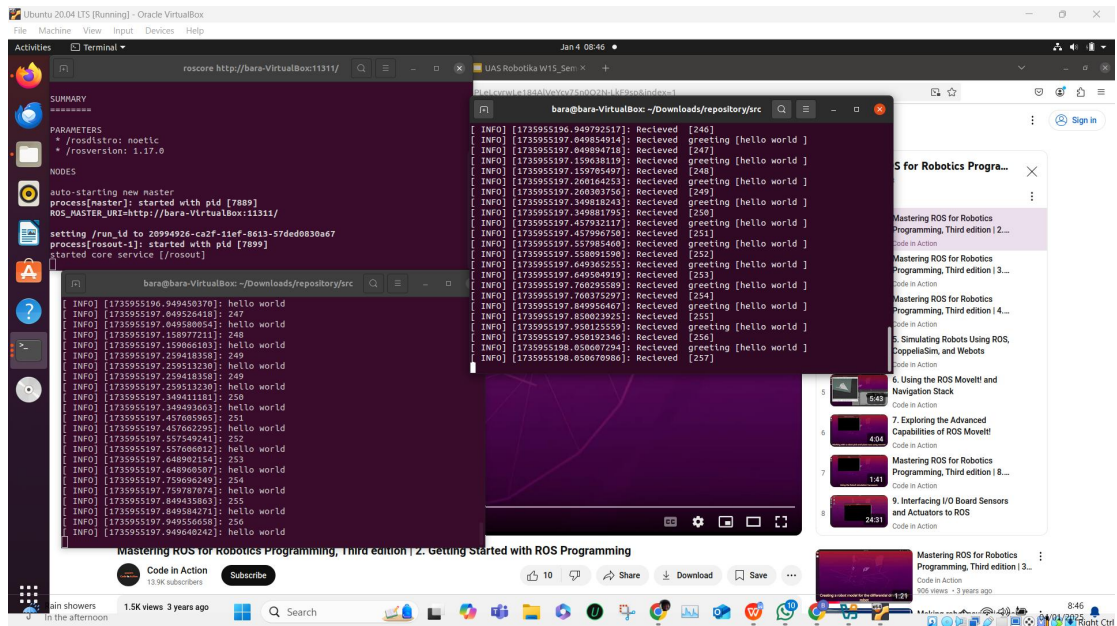 Ubuntu 20.04 LTS [Running] - Oracle VirtualBox
File Machine View Input Devices Help
Activities Terminal Jan 4 08:46
roscore http://bara-VirtualBox:11311/
SUMMARY
========
PARAMETERS
* /rosdistro: noetic
* /rosversion: 1.17.0
NODES
auto-starting new master
process[master]: started with pid [7889]
ROS_MASTER_URI=http://bara-VirtualBox:11311/
setting /run_id to 20994926-ca2f-11ef-8613-57ded0830a67
process[rosout-1]: started with pid [7899]
started core service [/rosout]
bara@bara-VirtualBox: ~/Downloads/repository/src
[ INFO] [1735955196.949450370]: hello world
[ INFO] [1735955197.049526418]: 247
[ INFO] [1735955197.049580054]: hello world
[ INFO] [1735955197.158977211]: 248
[ INFO] [1735955197.159066103]: hello world
[ INFO] [1735955197.259418358]: 249
[ INFO] [1735955197.259513230]: hello world
[ INFO] [1735955197.259418358]: 249
[ INFO] [1735955197.259513230]: hello world
[ INFO] [1735955197.349411181]: 250
[ INFO] [1735955197.349493663]: hello world
[ INFO] [1735955197.457605965]: 251
[ INFO] [1735955197.457662295]: hello world
[ INFO] [1735955197.557549241]: 252
[ INFO] [1735955197.557606012]: hello world
[ INFO] [1735955197.648902154]: 253
[ INFO] [1735955197.648960507]: hello world
[ INFO] [1735955197.759696249]: 254
[ INFO] [1735955197.759787074]: hello world
[ INFO] [1735955197.849435863]: 255
[ INFO] [1735955197.849584271]: hello world
[ INFO] [1735955197.949556658]: 256
[ INFO] [1735955197.949640242]: hello world
UAS Robotika W15_Sem
bara@bara-VirtualBox: ~/Downloads/repository/src
[ INFO] [1735955196.949792517]: Recieved [246]
[ INFO] [1735955197.049854914]: Recieved greeting [hello world ]
[ INFO] [1735955197.049894718]: Recieved [247]
[ INFO] [1735955197.159638119]: Recieved greeting [hello world ]
[ INFO] [1735955197.159705497]: Recieved [248]
[ INFO] [1735955197.260164253]: Recieved greeting [hello world ]
[ INFO] [1735955197.260303756]: Recieved [249]
[ INFO] [1735955197.349818243]: Recieved greeting [hello world ]
[ INFO] [1735955197.349881795]: Recieved [250]
[ INFO] [1735955197.457932117]: Recieved greeting [hello world ]
[ INFO] [1735955197.457996750]: Recieved [251]
[ INFO] [1735955197.557985460]: Recieved greeting [hello world ]
[ INFO] [1735955197.558091590]: Recieved [252]
[ INFO] [1735955197.649365255]: Recieved greeting [hello world ]
[ INFO] [1735955197.649504919]: Recieved [253]
[ INFO] [1735955197.760295589]: Recieved greeting [hello world ]
[ INFO] [1735955197.760375297]: Recieved [254]
[ INFO] [1735955197.849956467]: Recieved greeting [hello world ]
[ INFO] [1735955197.850023925]: Recieved [255]
[ INFO] [1735955197.950125559]: Recieved greeting [hello world ]
[ INFO] [1735955197.950192346]: Recieved [256]
[ INFO] [1735955198.050607294]: Recieved greeting [hello world ]
[ INFO] [1735955198.050670986]: Recieved [257]
Sign in
S for Robotics Progra...
Mastering ROS for Robotics
Programming, Third edition | 2....
Code in Action
Mastering ROS for Robotics
Programming, Third edition | 3....
Code in Action
Mastering ROS for Robotics
Programming, Third edition | 4....
Code in Action
5. Simulating Robots Using ROS,
CoppeliaSim, and Webots
Code in Action
5
5:43
6. Using the ROS MoveIt! and
Navigation Stack
Code in Action
6
4:04
7. Exploring the Advanced
Capabilities of ROS MoveIt!
Code in Action
7
1:41
Mastering ROS for Robotics
Programming, Third edition | 8....
Code in Action
8
24:31
9. Interfacing I/O Board Sensors
and Actuators to ROS
Code in Action
Mastering ROS for Robotics Programming, Third edition | 2. Getting Started with ROS Programming
Code in Action
13.9K subscribers
Subscribe
10
Share
Download
Save
1.5K views 3 years ago
1:21
Mastering ROS for Robotics
Programming, Third edition | 3...
Code in Action
906 views • 3 years ago
ain showers
In the afternoon
Search
8:46
04/01/2025
Right Ctrl